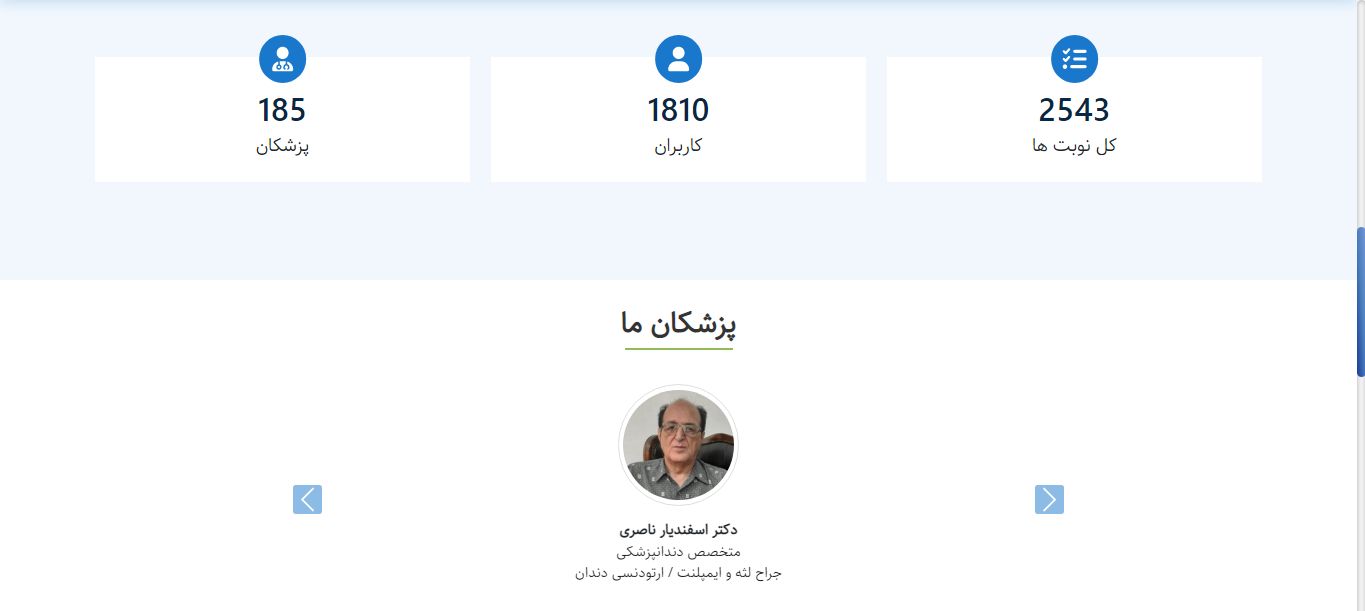 2543
کل نوبت ها
1810
کاربران
185
پزشکان
پزشکان ما
دکتر اسفندیار ناصری
متخصص دندانپزشکی
جراح لثه و ایمپلنت / ارتودنسی دندان